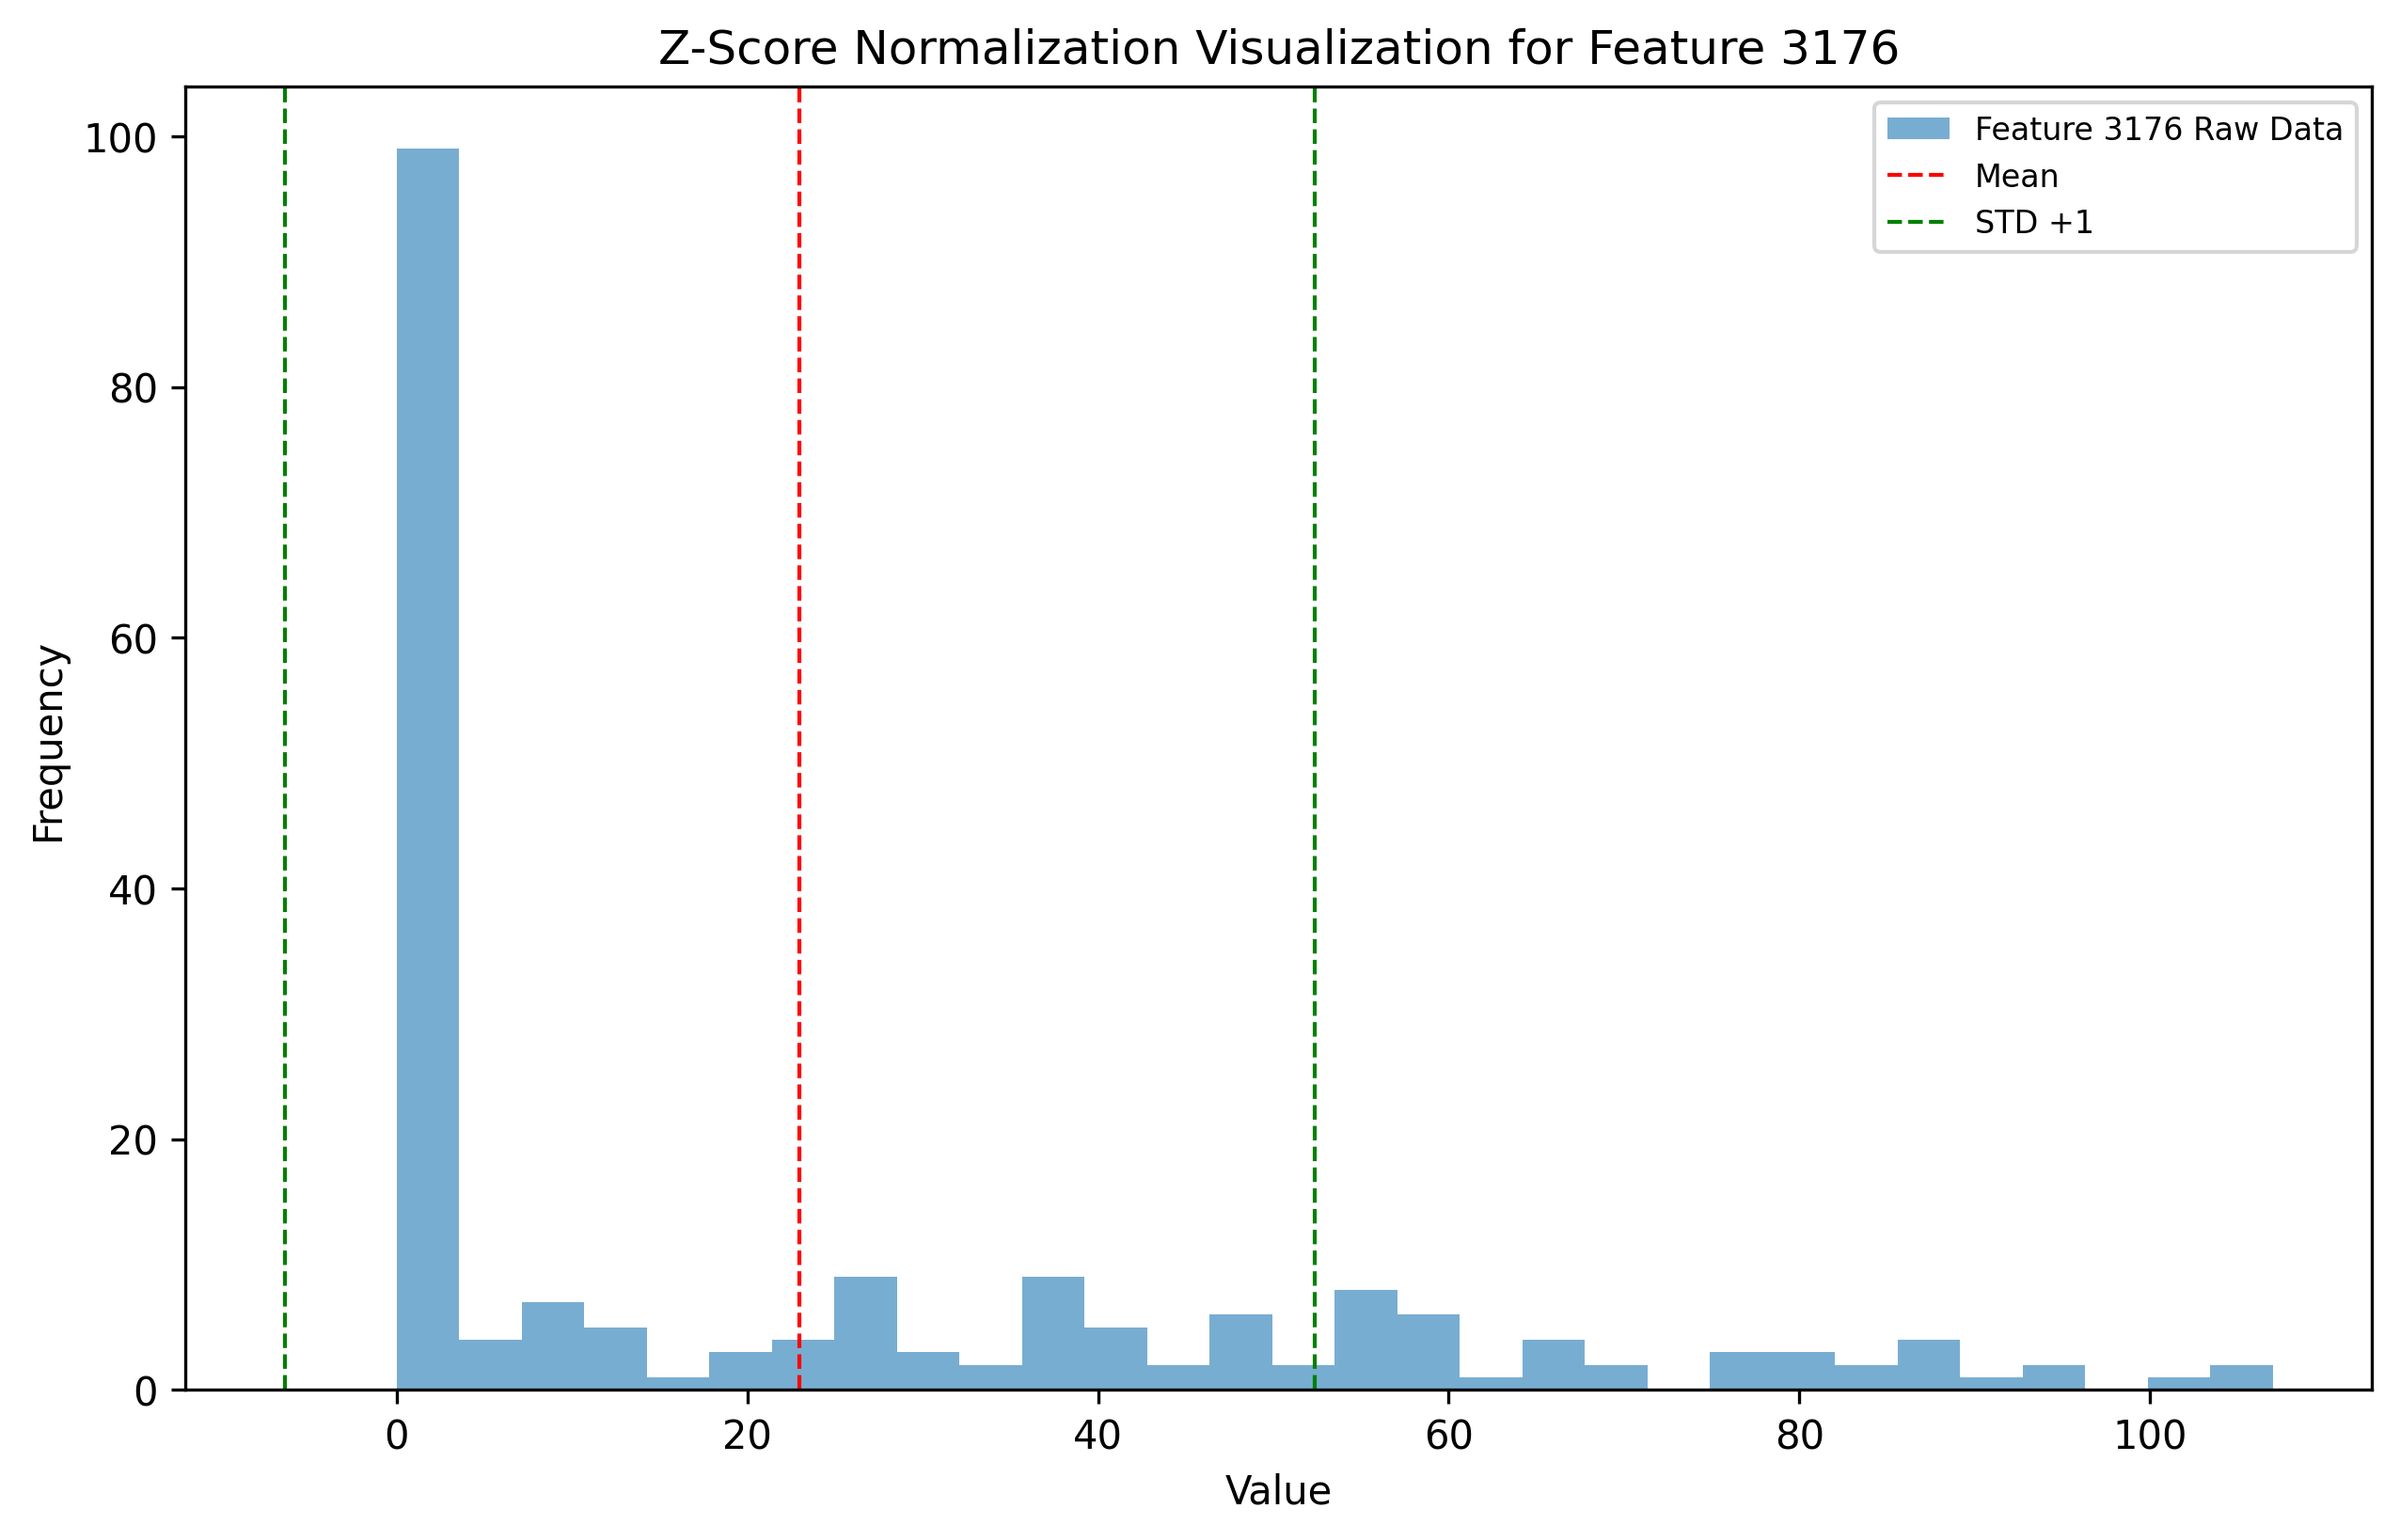 Z-Score Normalization Visualization for Feature 3176
Feature 3176 Raw Data
Mean
STD +1
Frequency
100
80
60
40
20
0
0 20 40 60 80 100
Value